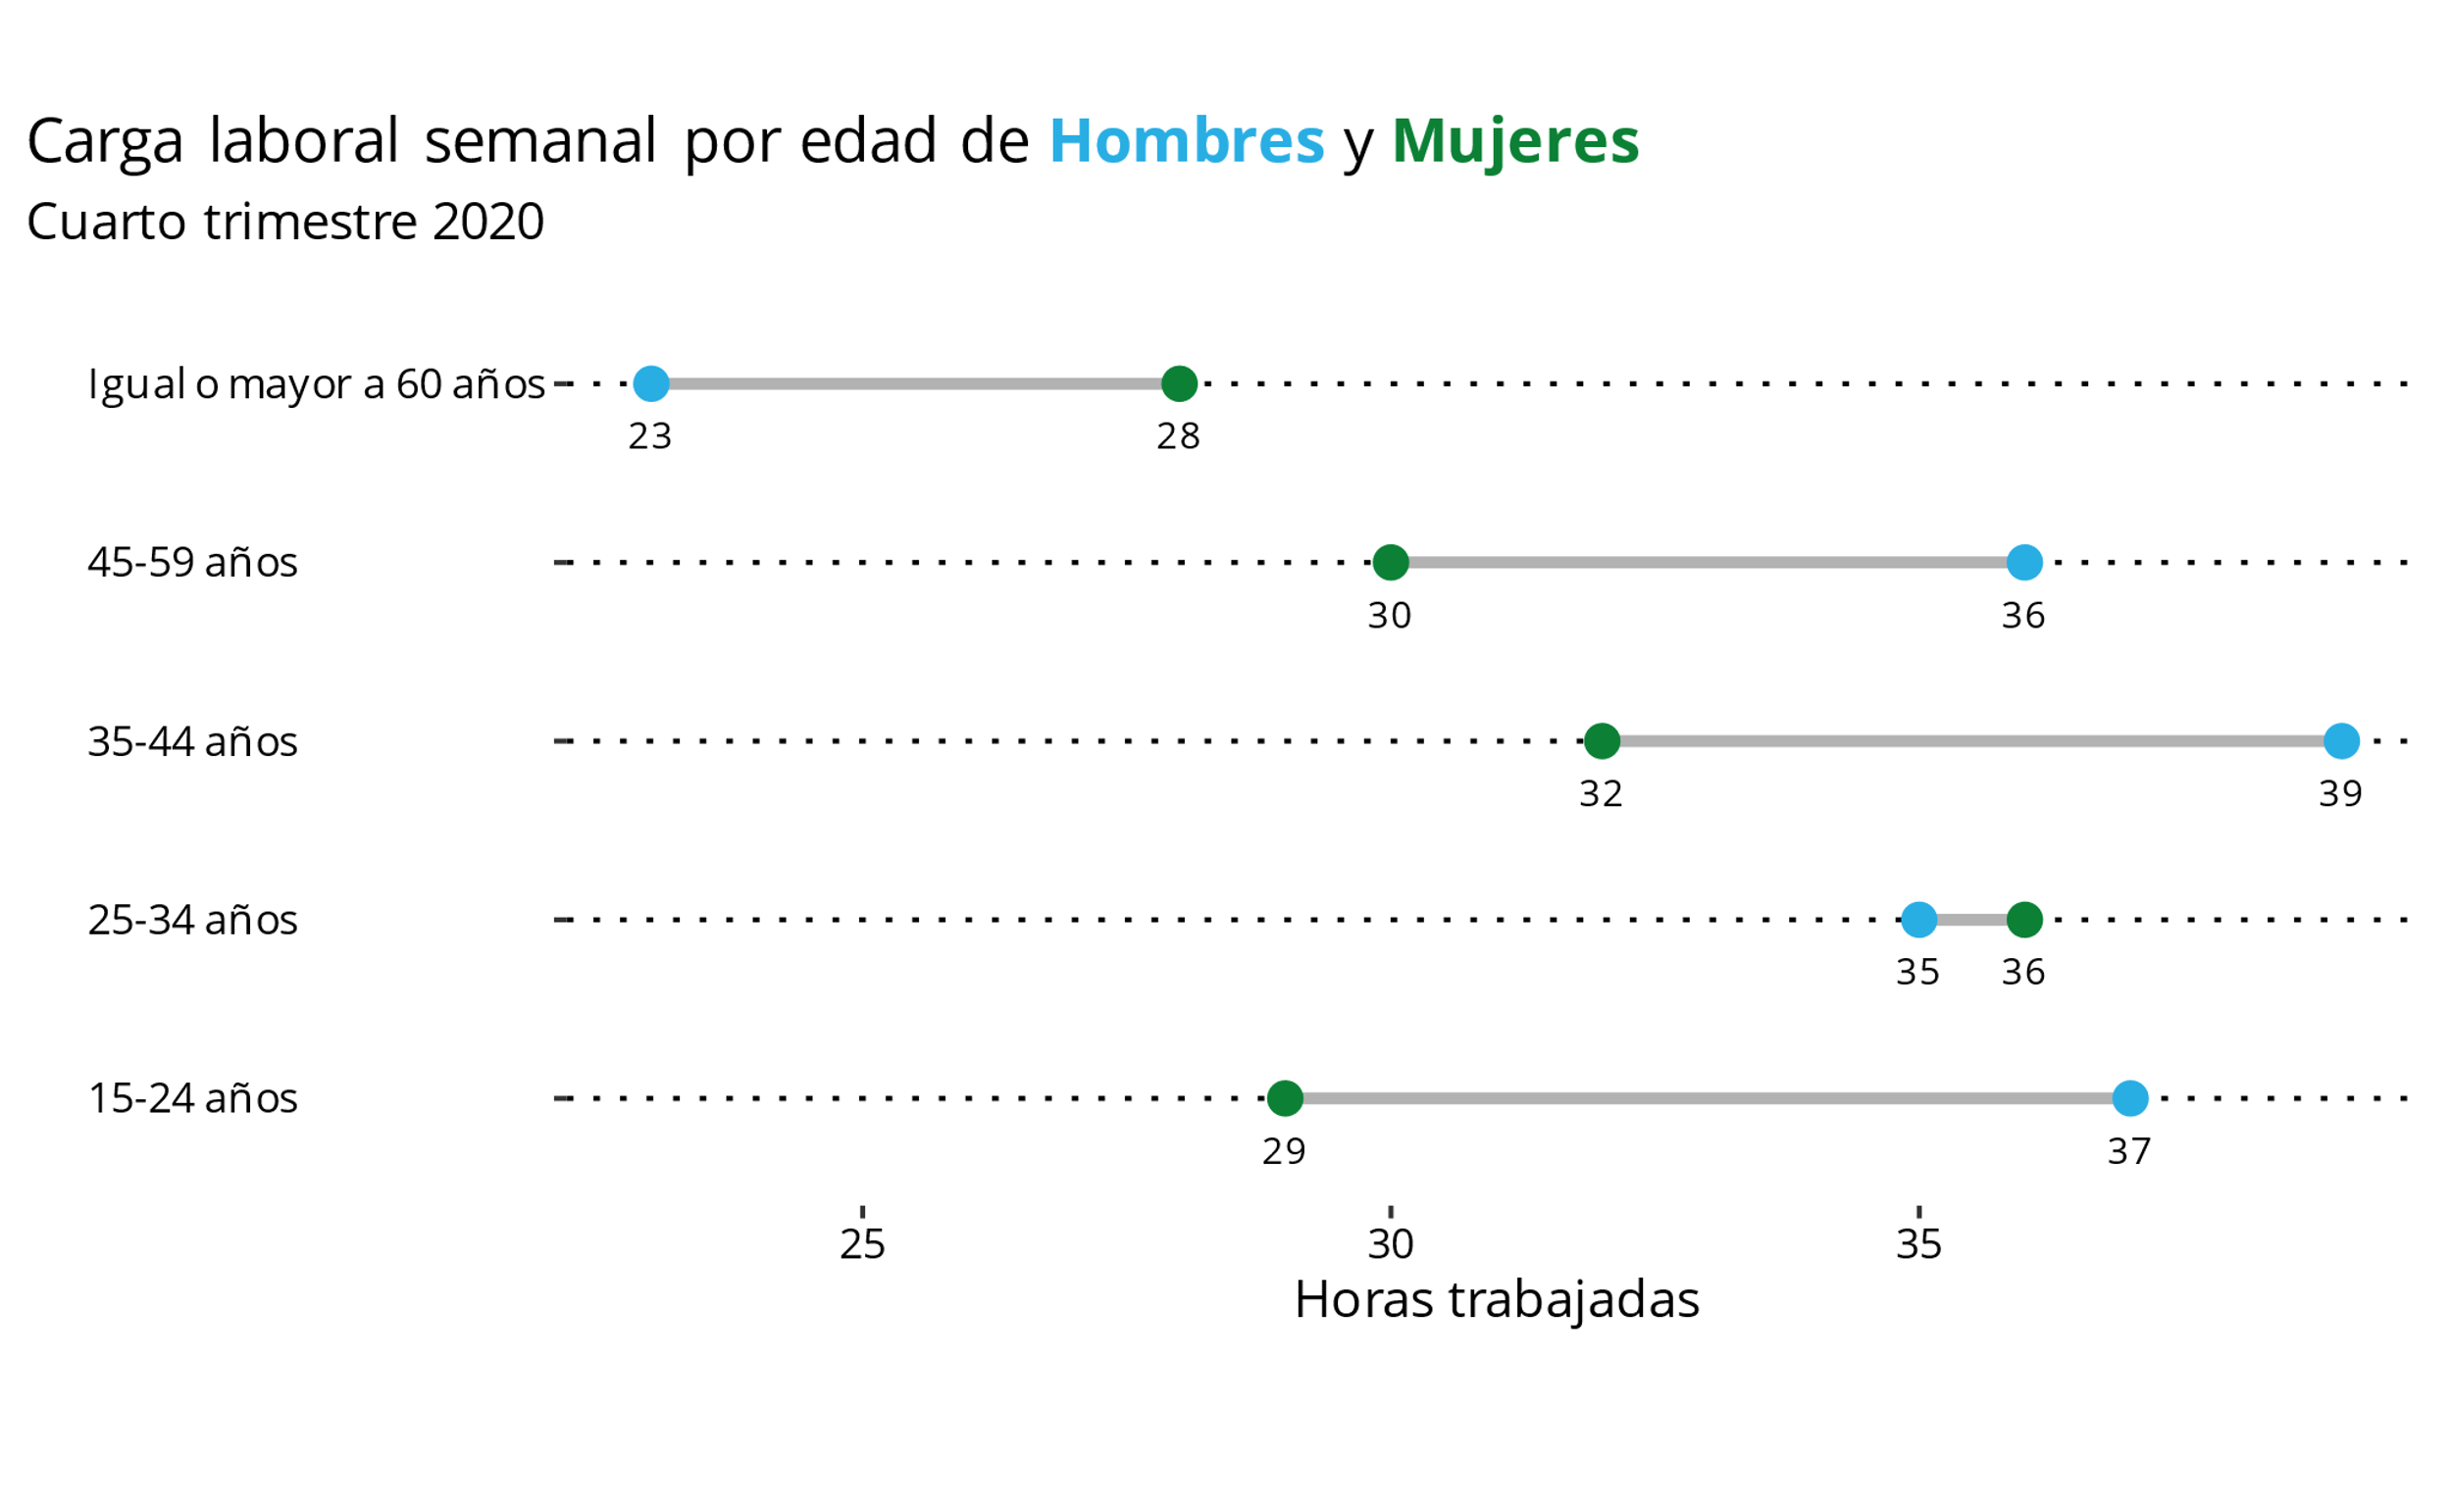 Carga laboral semanal por edad de Hombres y Mujeres
Cuarto trimestre 2020
Igual o mayor a 60 años
23 28
45-59 años
30 36
35-44 años
32 39
25-34 años
35 36
15-24 años
29 37
25 30 35
Horas trabajadas